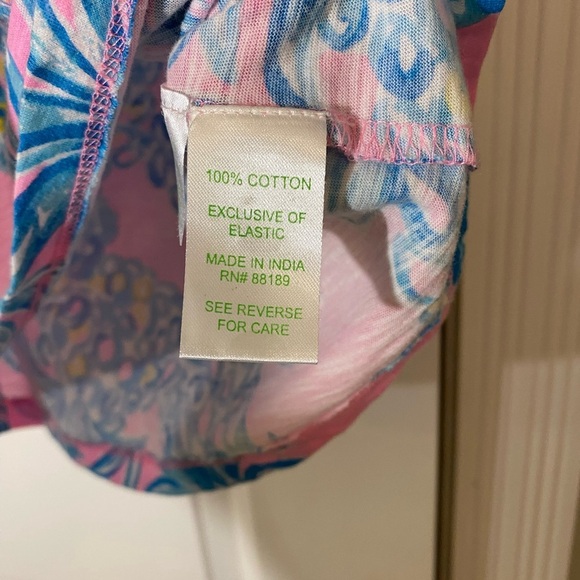 100% COTTON
EXCLUSIVE OF
ELASTIC
MADE IN INDIA
RN# 88189
SEE REVERSE
FOR CARE